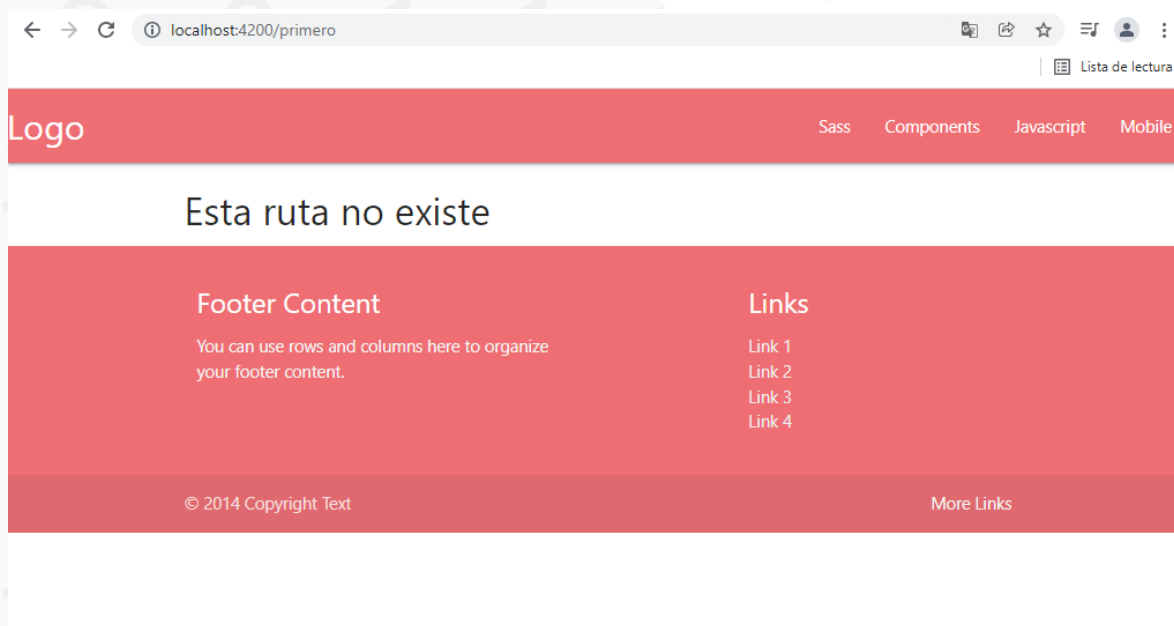 localhost:4200/primero
Lista de lectura
Logo
Sass Components Javascript Mobile
Esta ruta no existe
Footer Content
You can use rows and columns here to organize
your footer content.
Links
Link 1
Link 2
Link 3
Link 4
© 2014 Copyright Text
More Links